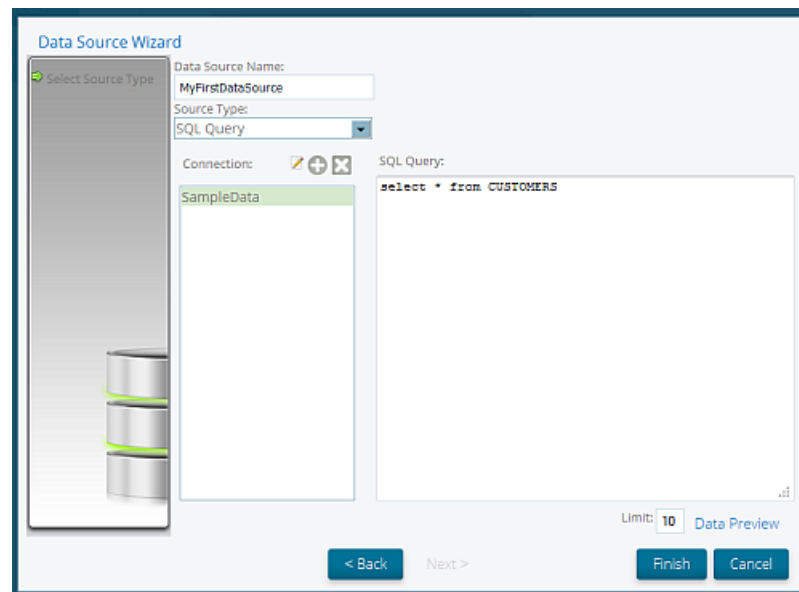 Data Source Wizard
Select Source Type
Data Source Name:
MyFirstDataSource
Source Type:
SQL Query
Connection:
SampleData
SQL Query:
select * from CUSTOMERS
Limit: 10 Data Preview
< Back Next > Finish Cancel